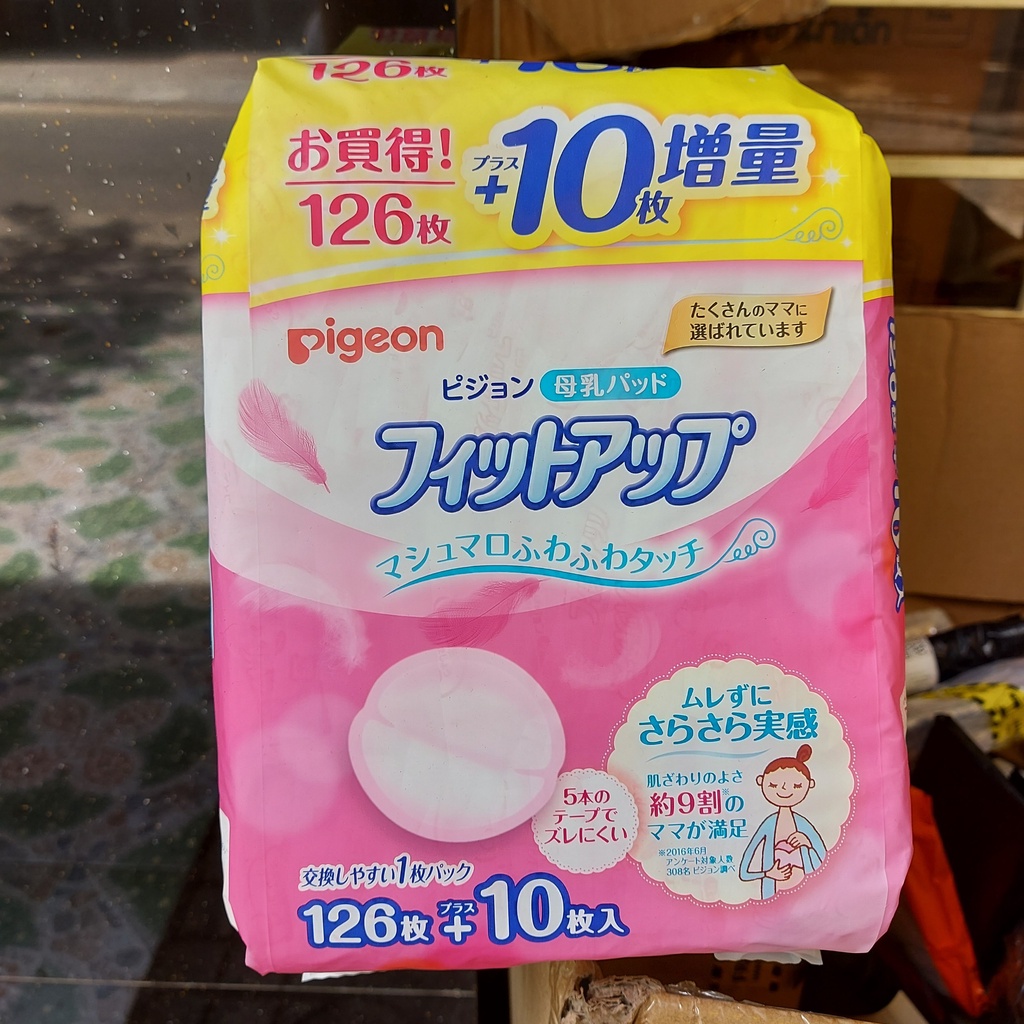 126枚
お買得!
126枚
プラス
+10枚増量
Pigeon
たくさんのママに
選ばれています
ピジョン 母乳パッド
フィットアップ
マシュマロふわふわタッチ
ムレずに
さらさら実感
肌ざわりのよさ
約9割※の
ママが満足
※2016年6月
アンケート対象人数
308名 ピジョン調べ
5本の
テープで
ズレにくい
交換しやすい1枚パック
126枚+プラス10枚入